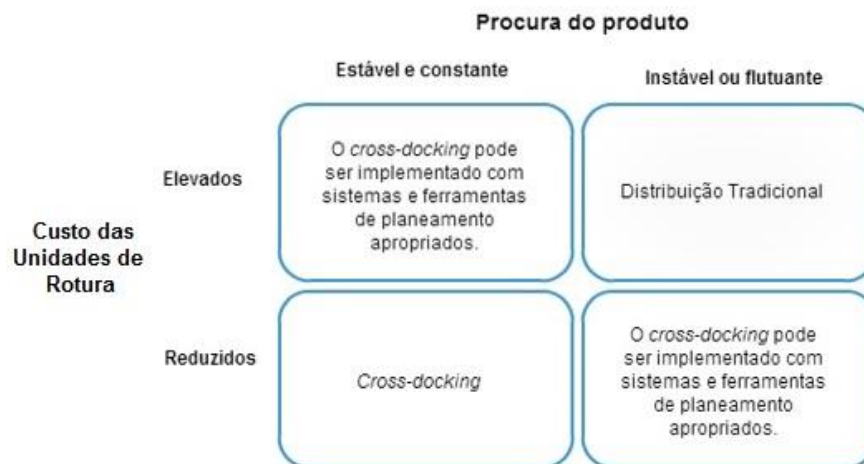 Procura do produto
Estável e constante
Instável ou flutuante
Elevados
O cross-docking pode
ser implementado com
sistemas e ferramentas
de planeamento
apropriados.
Distribuição Tradicional
Custo das
Unidades de
Rotura
Reduzidos
Cross-docking
O cross-docking pode
ser implementado com
sistemas e ferramentas
de planeamento
apropriados.